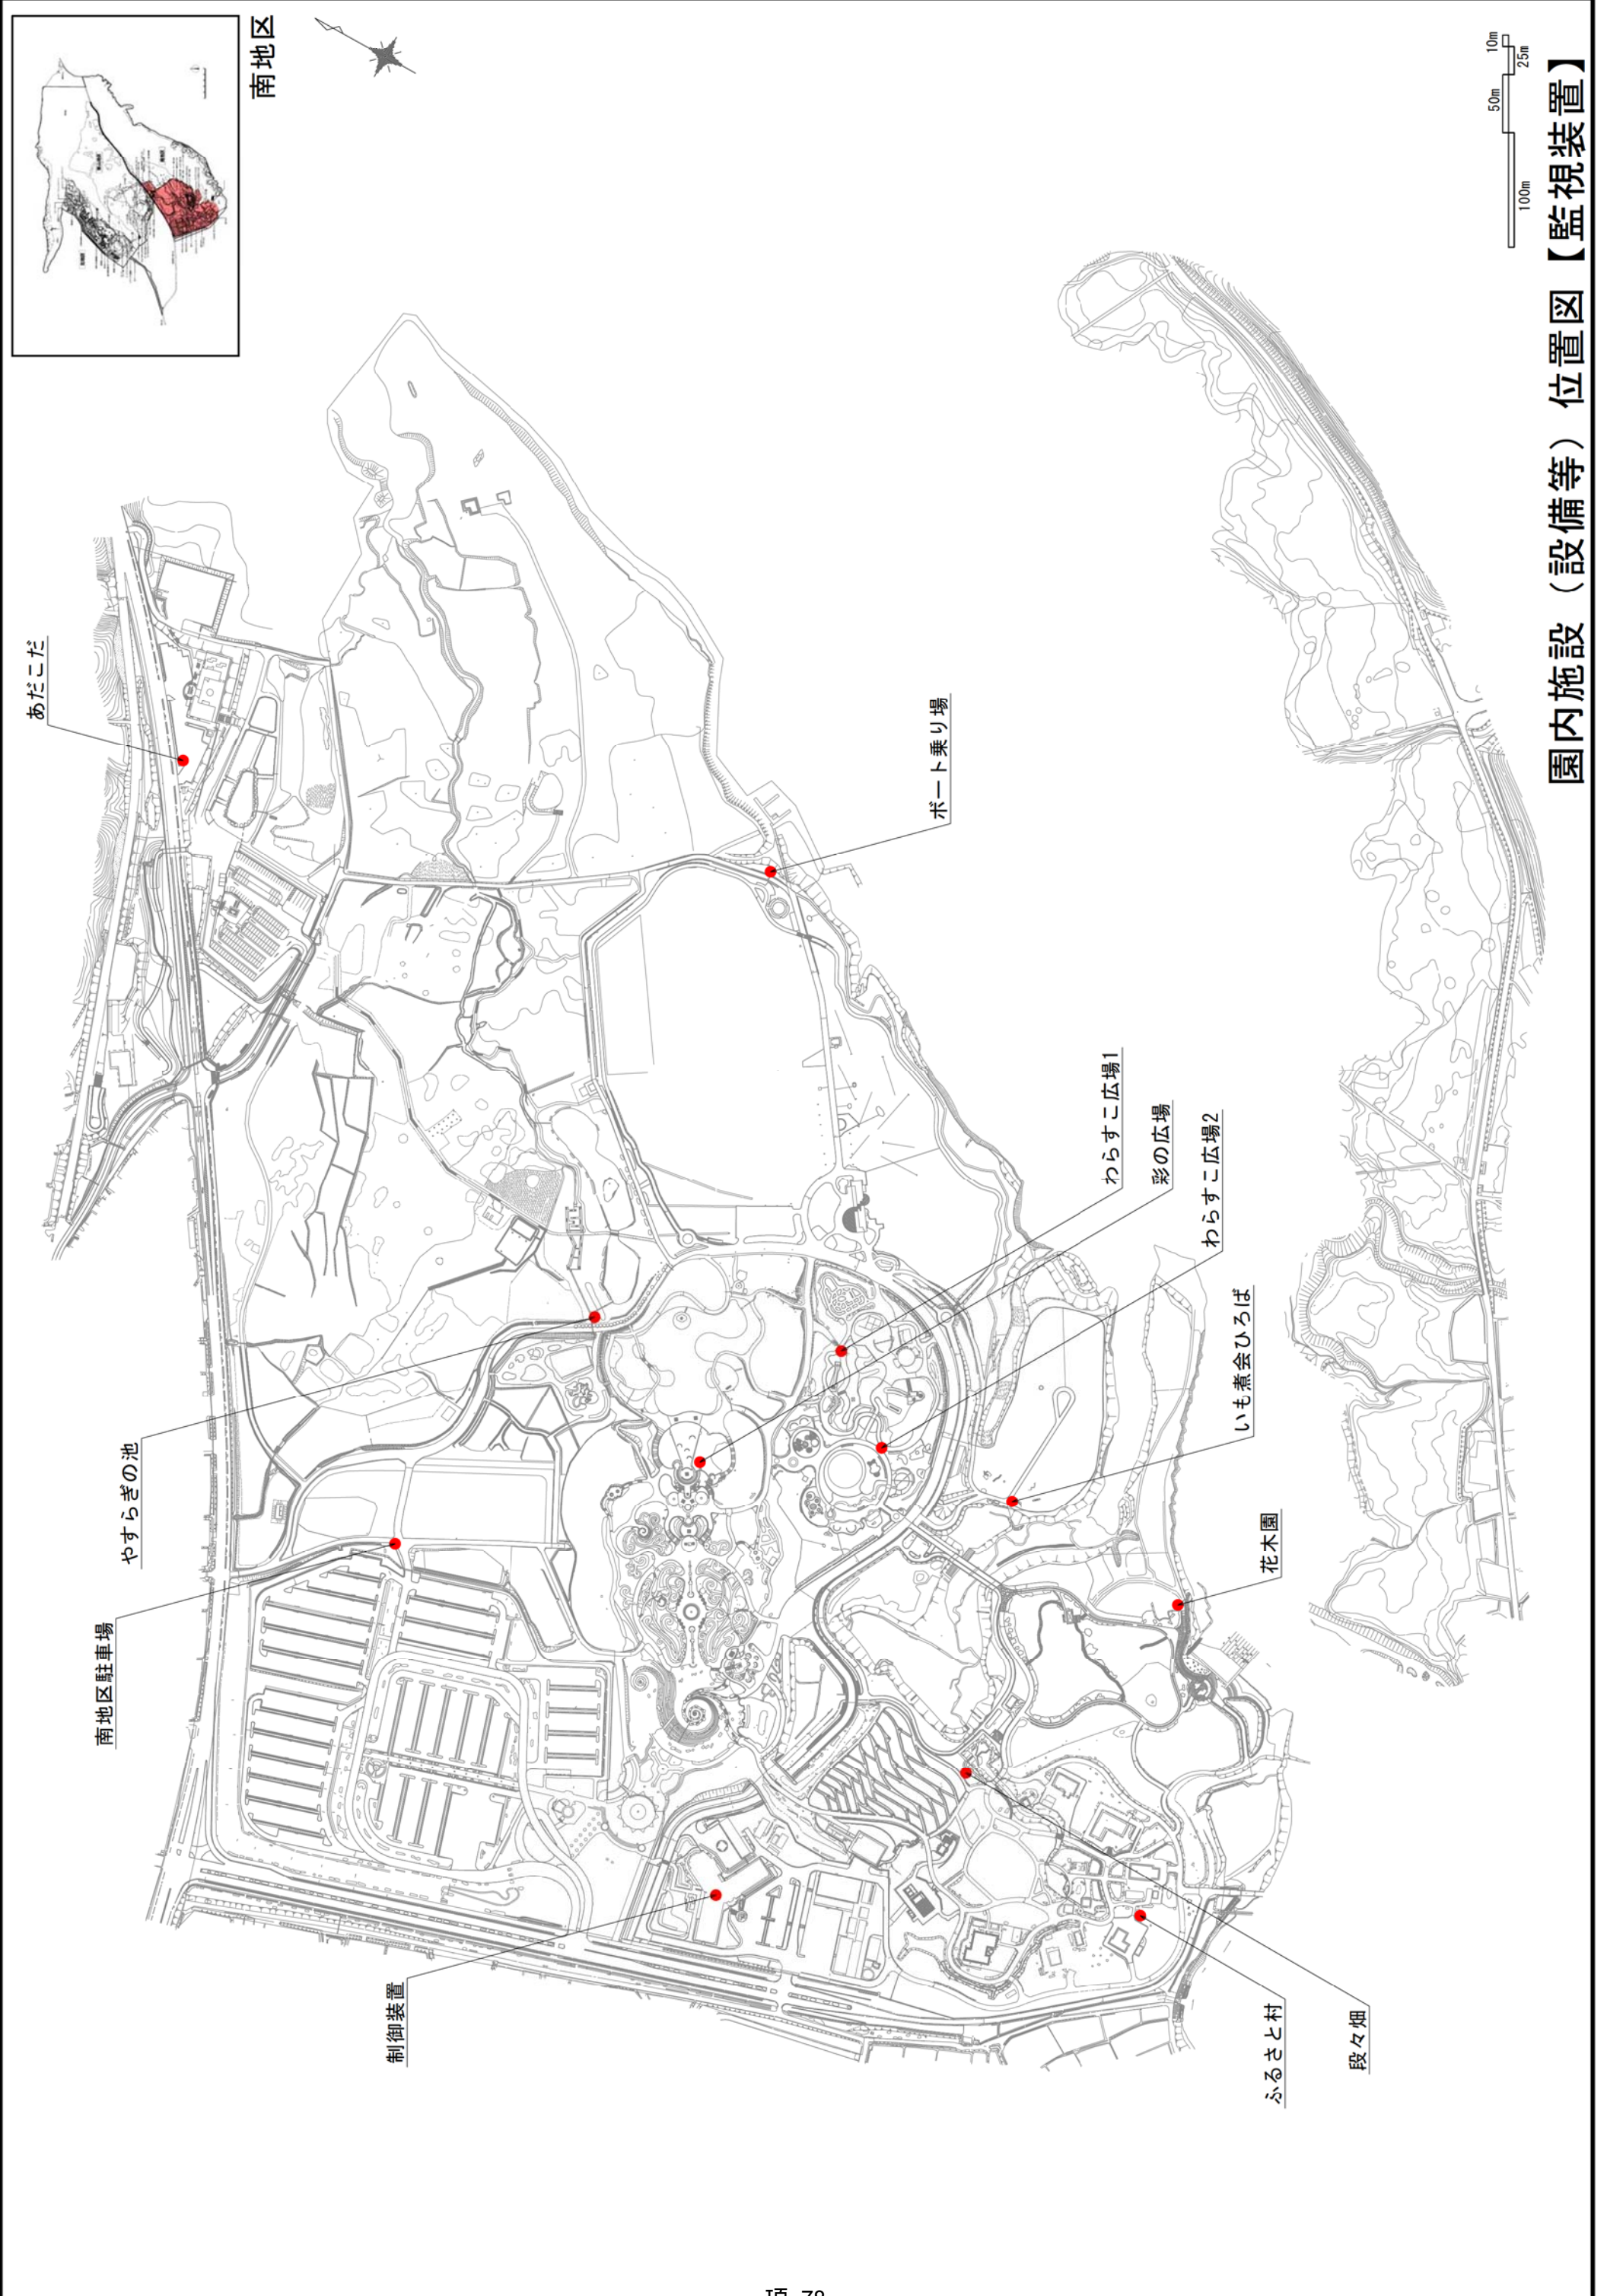 園内施設（設備等）位置図【監視装置】
南地区
10m
25m
50m
100m
あだこだ
ボート乗り場
わらすこ広場1
彩の広場
わらすこ広場2
いも煮会ひろば
花木園
やすらぎの池
南地区駐車場
制御装置
ふるさと村
段々畑